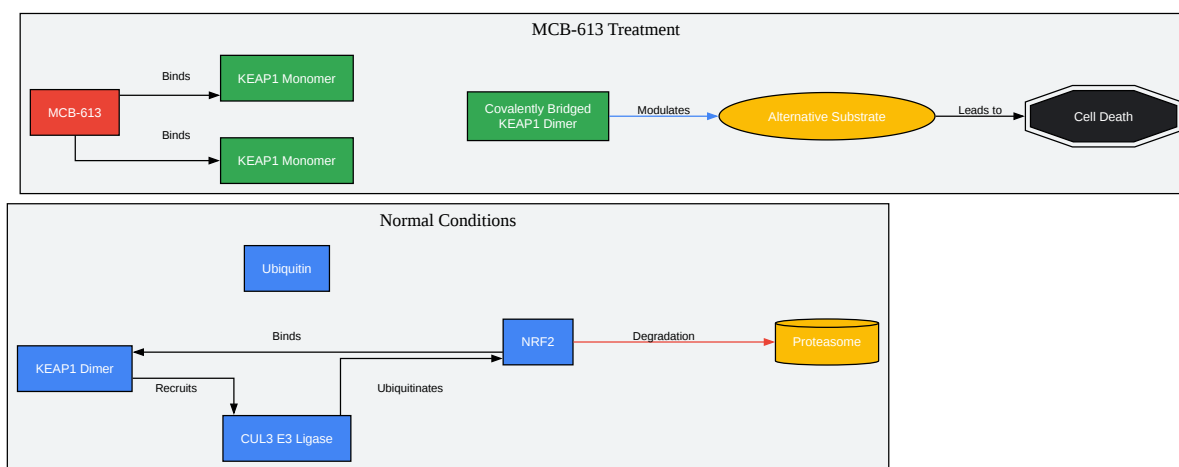 MCB-613 Treatment
MCB-613
Binds
KEAP1 Monomer
Binds
KEAP1 Monomer
Covalently Bridged
KEAP1 Dimer
Modulates
Alternative Substrate
Leads to
Cell Death
Normal Conditions
Ubiquitin
KEAP1 Dimer
Binds
Recruits
CUL3 E3 Ligase
Ubiquitinates
NRF2
Degradation
Proteasome